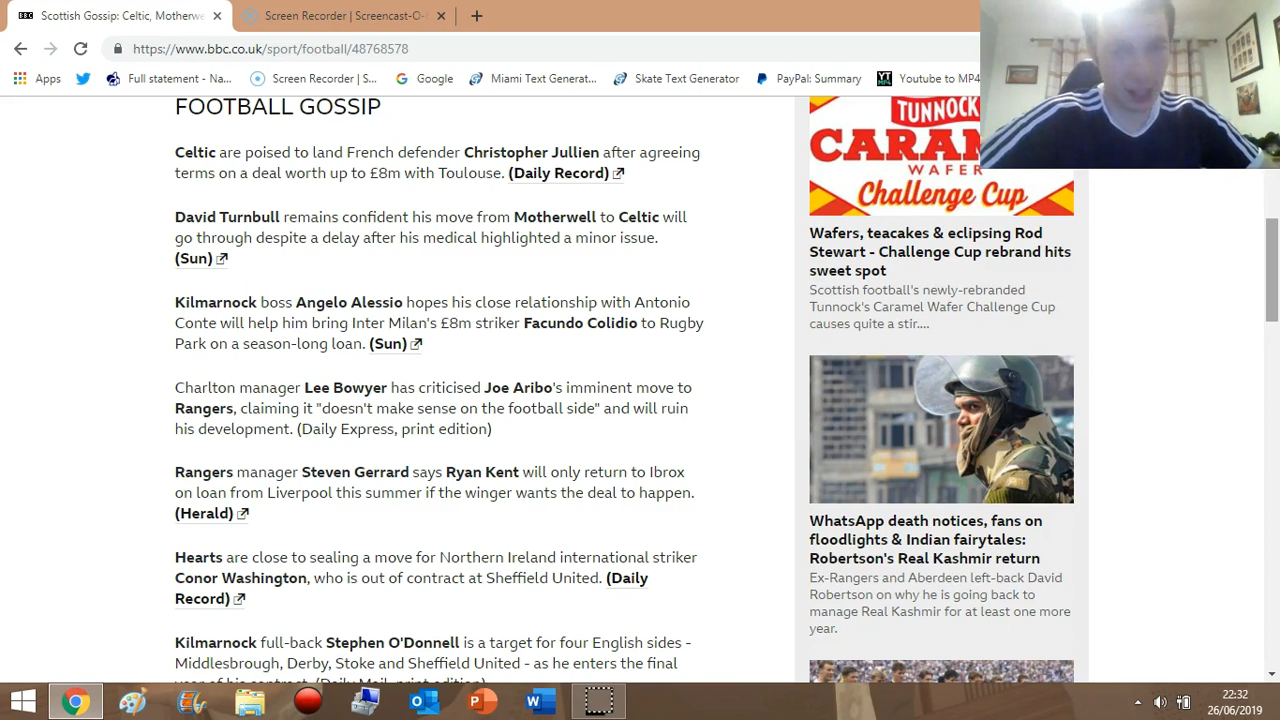 Scottish Gossip: Celtic, Motherwe
Screen Recorder | Screencast-O-
https://www.bbc.co.uk/sport/football/48768578
Apps
Full statement - Na...
Screen Recorder | S...
Google
Miami Text Generat...
Skate Text Generator
PayPal: Summary
YT MP4
Youtube to MP4
FOOTBALL GOSSIP
Celtic are poised to land French defender Christopher Jullien after agreeing
terms on a deal worth up to £8m with Toulouse. (Daily Record)
David Turnbull remains confident his move from Motherwell to Celtic will
go through despite a delay after his medical highlighted a minor issue.
(Sun)
Kilmarnock boss Angelo Alessio hopes his close relationship with Antonio
Conte will help him bring Inter Milan's £8m striker Facundo Colidio to Rugby
Park on a season-long loan. (Sun)
Charlton manager Lee Bowyer has criticised Joe Aribo's imminent move to
Rangers, claiming it "doesn't make sense on the football side" and will ruin
his development. (Daily Express, print edition)
Rangers manager Steven Gerrard says Ryan Kent will only return to Ibrox
on loan from Liverpool this summer if the winger wants the deal to happen.
(Herald)
Hearts are close to sealing a move for Northern Ireland international striker
Conor Washington, who is out of contract at Sheffield United. (Daily
Record)
Kilmarnock full-back Stephen O'Donnell is a target for four English sides -
Middlesbrough, Derby, Stoke and Sheffield United - as he enters the final
year of his contract. (Daily Mail, print edition)
TUNNOCK
CARAM
WAFER
Challenge Cup
Wafers, teacakes & eclipsing Rod
Stewart - Challenge Cup rebrand hits
sweet spot
Scottish football's newly-rebranded
Tunnock's Caramel Wafer Challenge Cup
causes quite a stir....
WhatsApp death notices, fans on
floodlights & Indian fairytales:
Robertson's Real Kashmir return
Ex-Rangers and Aberdeen left-back David
Robertson on why he is going back to
manage Real Kashmir for at least one more
year.
22:32
26/06/2019